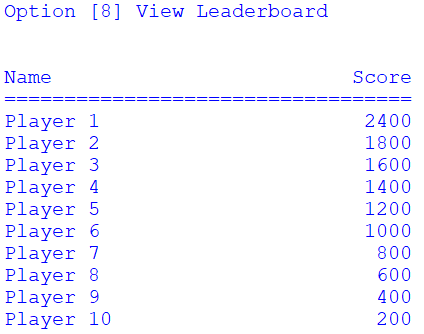 Option [8] View Leaderboard
Name                         Score
==================================
Player 1                      2400
Player 2                      1800
Player 3                      1600
Player 4                      1400
Player 5                      1200
Player 6                      1000
Player 7                       800
Player 8                       600
Player 9                       400
Player 10                      200